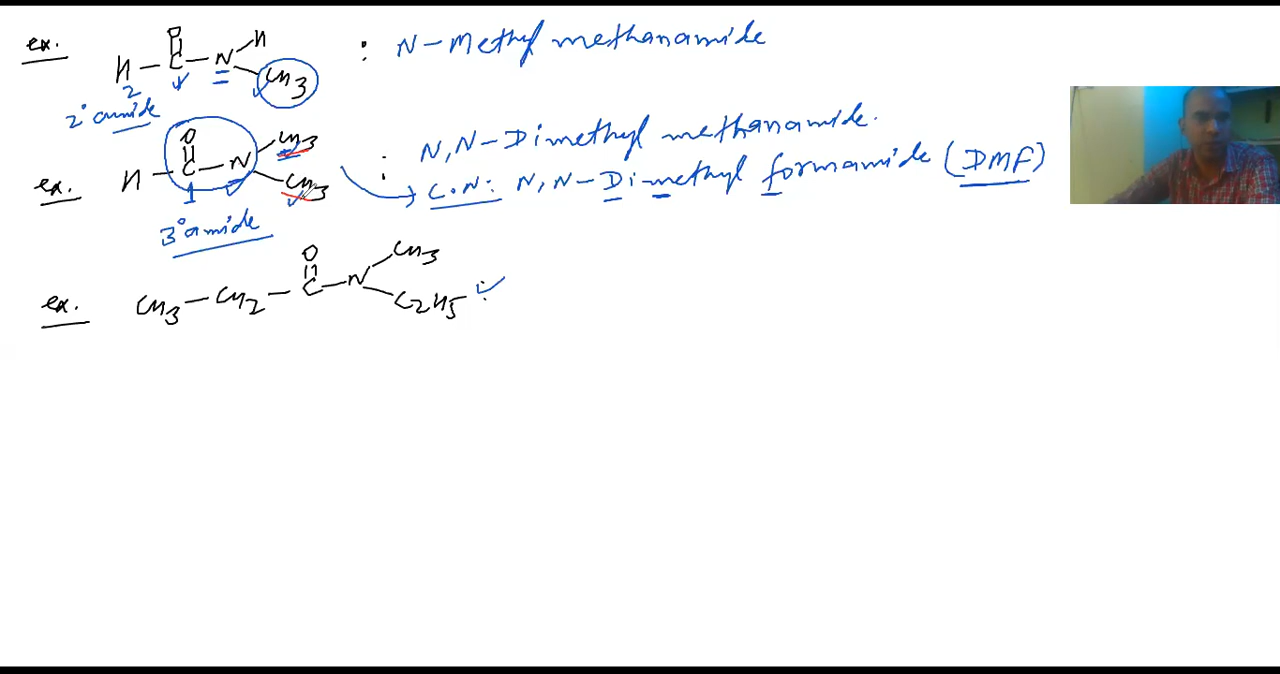 ex. H - C - N - H : N-Methyl methanamide
O
CH3
2° amide
ex. H - C - N : N,N-Dimethyl methanamide.
O
CH3
CH3
1
C.N: N,N-Dimethyl formamide (DMF)
3° amide
ex. CH3 - CH2 - C - N :
O
CH3
C2H5